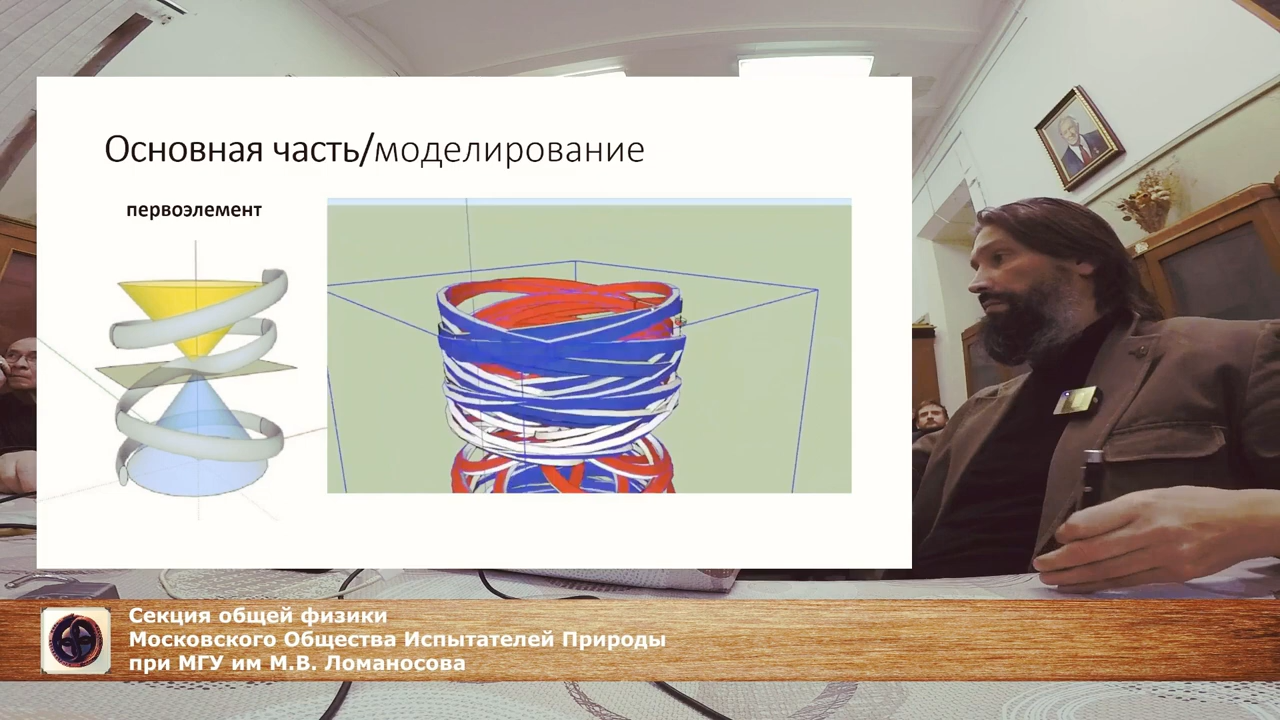 Основная часть/моделирование
первоэлемент
Секция общей физики
Московского Общества Испытателей Природы
при МГУ им М.В. Ломаносова